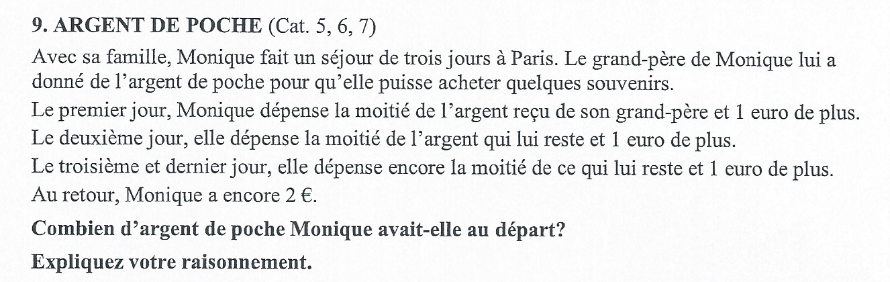 9. ARGENT DE POCHE (Cat. 5, 6, 7)
Avec sa famille, Monique fait un séjour de trois jours à Paris. Le grand-père de Monique lui a
donné de l'argent de poche pour qu'elle puisse acheter quelques souvenirs.
Le premier jour, Monique dépense la moitié de l'argent reçu de son grand-père et 1 euro de plus.
Le deuxième jour, elle dépense la moitié de l'argent qui lui reste et 1 euro de plus.
Le troisième et dernier jour, elle dépense encore la moitié de ce qui lui reste et 1 euro de plus.
Au retour, Monique a encore 2 €.
Combien d'argent de poche Monique avait-elle au départ?
Expliquez votre raisonnement.